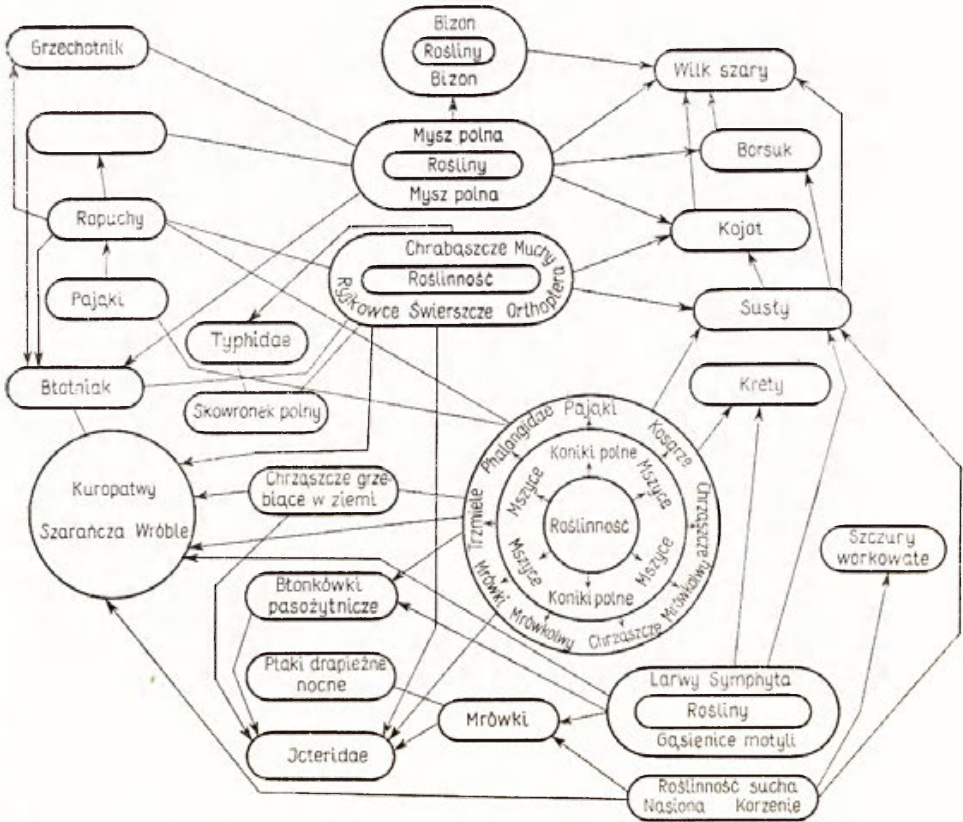 Bizon
Rośliny
Bizon
Grzechotnik
Wilk szary
Mysz polna
Rośliny
Mysz polna
Borsuk
Ropuchy
Kojot
Chrabąszcze Muchy
Roślinność
Ryjkowce Świerszcze Orthoptera
Pająki
Susły
Typhidae
Błotniak
Skowronek polny
Krety
Phalangidae Pająki Kosarze
Koniki polne
Mszyce Mszyce
Kuropatwy
Szarańcza Wróble
Chrząszcze grze-
biące w ziemi
Trzmiele
Roślinność
Chrząszcze
Szczury
workowate
Mszyce Mszyce
Koniki polne
Mrówki Mrówkolwy Chrząszcze Mrówkolwy
Błonkówki
pasożytnicze
Ptaki drapieżne
nocne
Mrówki
Larwy Symphyta
Rośliny
Gąsienice motyli
Icteridae
Roślinność sucha
Nasiona Korzenie